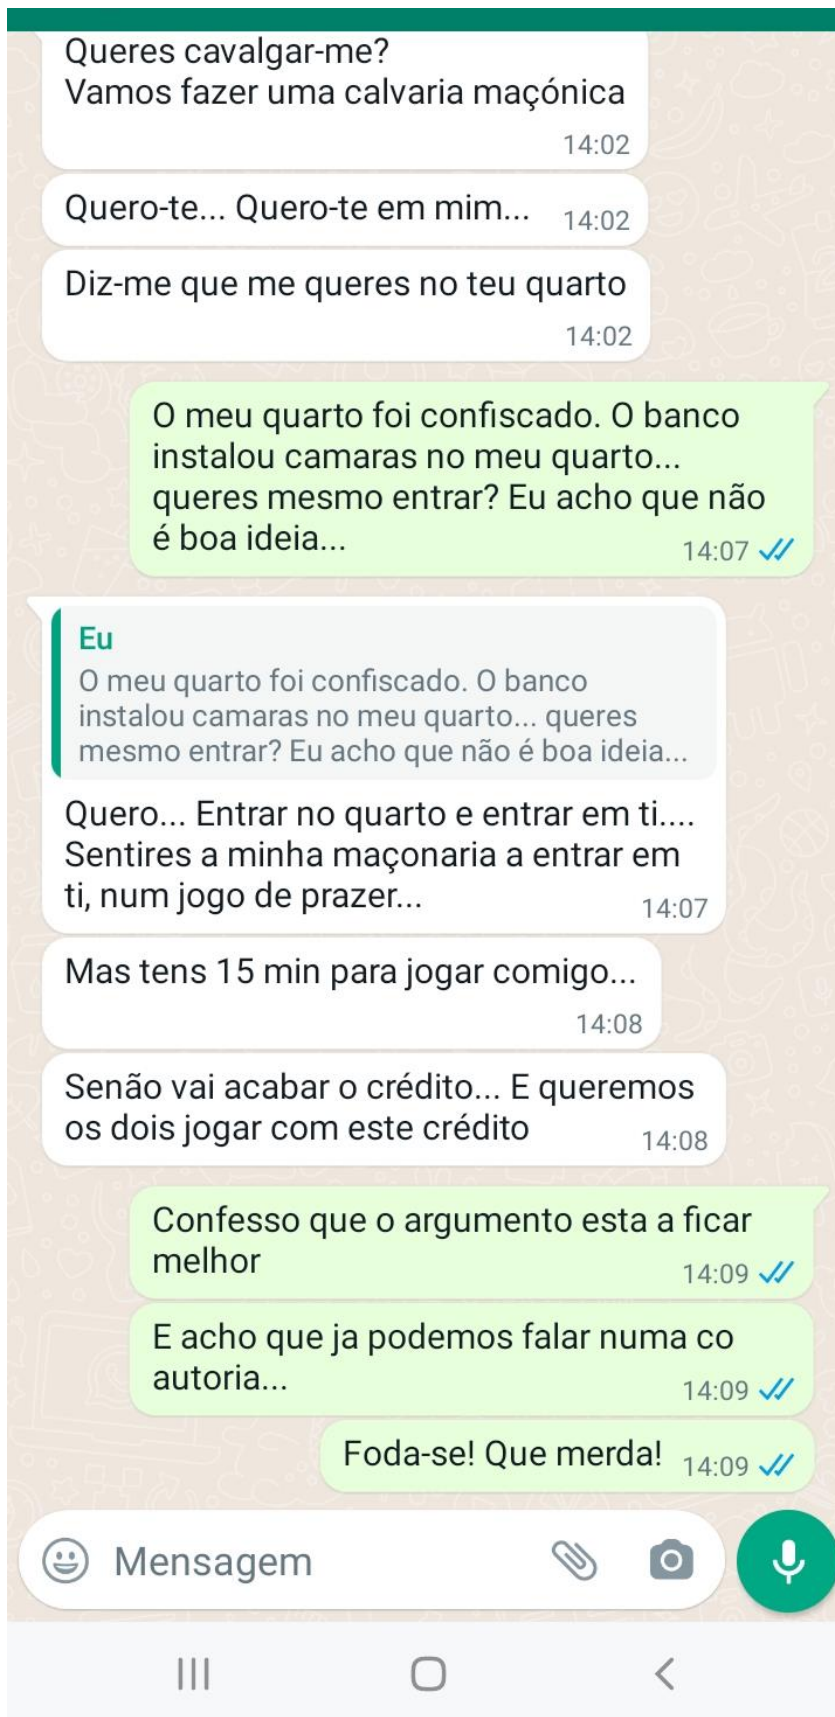 Queres cavalgar-me?
Vamos fazer uma calvaria maçónica
14:02
Quero-te... Quero-te em mim... 14:02
Diz-me que me queres no teu quarto
14:02
O meu quarto foi confiscado. O banco
instalou camaras no meu quarto...
queres mesmo entrar? Eu acho que não
é boa ideia... 14:07
Eu
O meu quarto foi confiscado. O banco
instalou camaras no meu quarto... queres
mesmo entrar? Eu acho que não é boa ideia...
Quero... Entrar no quarto e entrar em ti....
Sentires a minha maçonaria a entrar em
ti, num jogo de prazer... 14:07
Mas tens 15 min para jogar comigo...
14:08
Senão vai acabar o crédito... E queremos
os dois jogar com este crédito 14:08
Confesso que o argumento esta a ficar
melhor 14:09
E acho que ja podemos falar numa co
autoria... 14:09
Foda-se! Que merda! 14:09
Mensagem